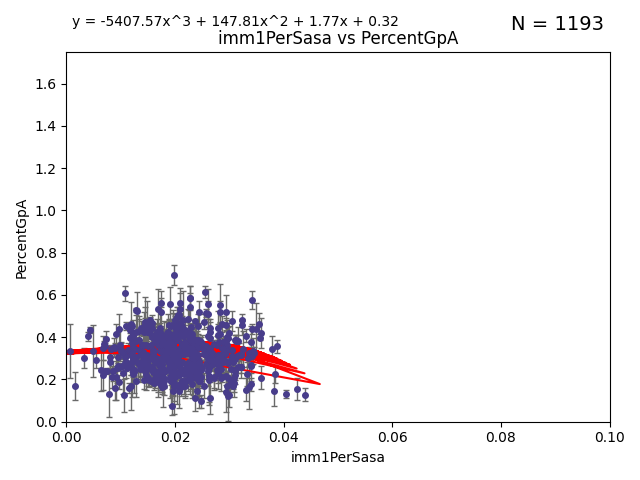 y = -5407.57x^3 + 147.81x^2 + 1.77x + 0.32
N = 1193
imm1PerSasa vs PercentGpA
PercentGpA
1.6
1.4
1.2
1.0
0.8
0.6
0.4
0.2
0.0
0.00 0.02 0.04 0.06 0.08 0.10
imm1PerSasa